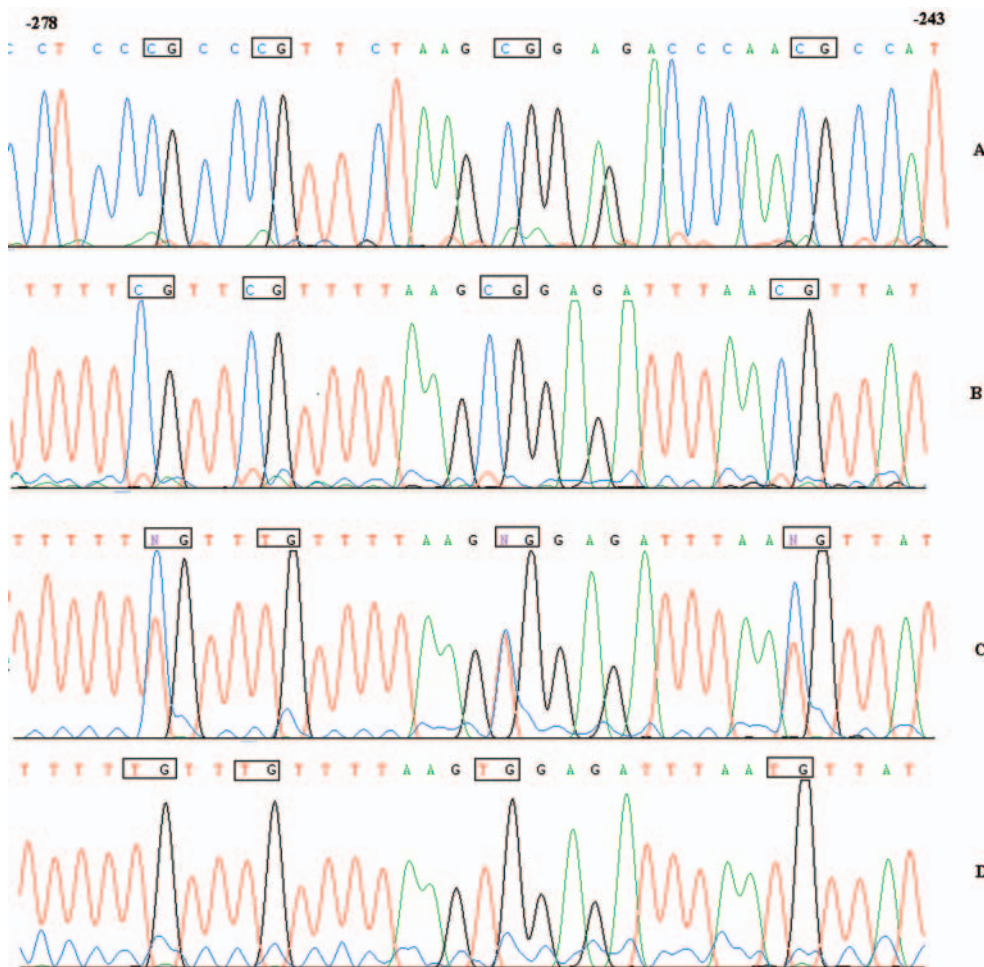 -278 -243
C C T C C C G C C C G T T C T A A G C G G A G A C C C A A C G C C A T
A
T T T T C G T T C G T T T T A A G C G G A G A T T T A A C G T T A T
B
T T T T T N G T T T G T T T T A A G N G G A G A T T T A A N G T T A T
C
T T T T T G T T T G T T T T A A G T G G A G A T T T A A T G T T A T
D